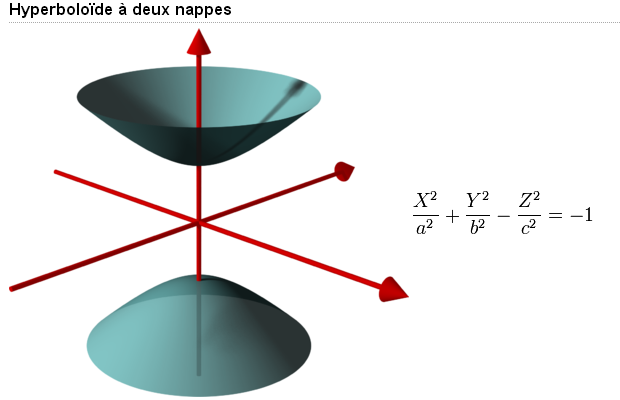 Hyperboloïde à deux nappes
X²/a² + Y²/b² − Z²/c² = −1